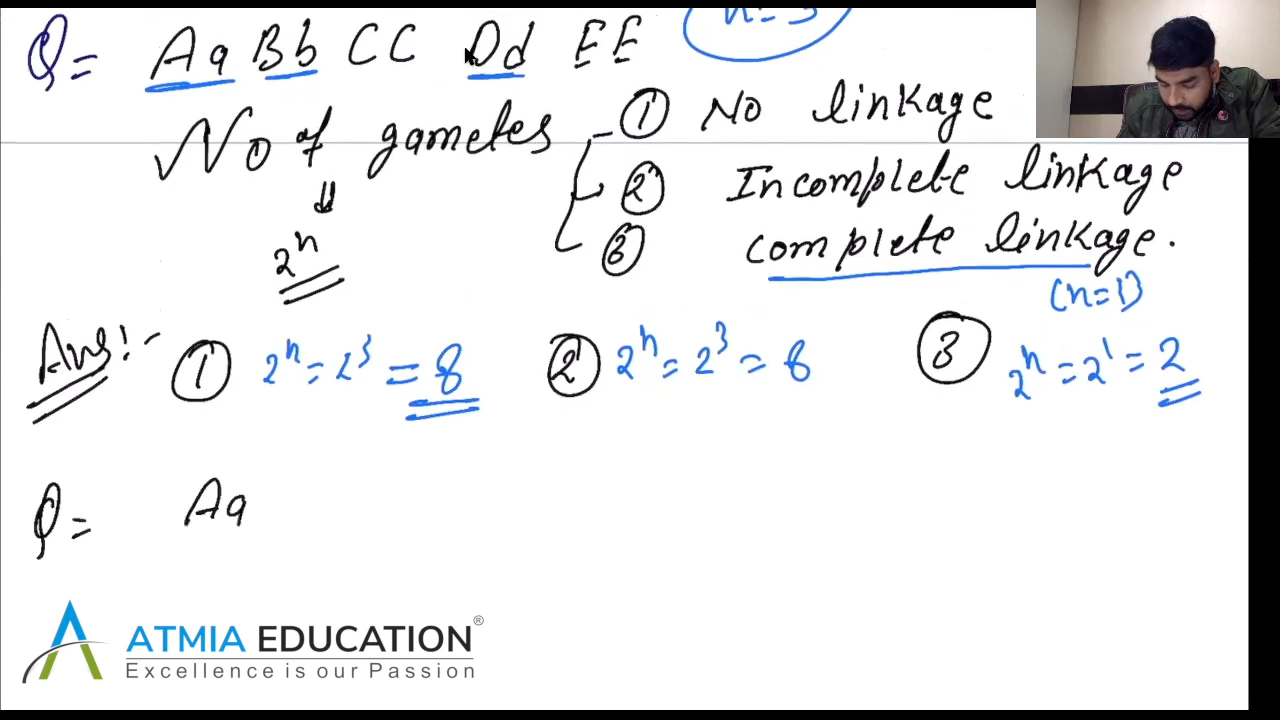 n=3
Q= Aa Bb CC Dd EE
No of gametes ① No linkage
② Incomplete linkage
2ⁿ ③ complete linkage.
(n=1)
Ans:- ① 2ⁿ = 2³ = 8 ② 2ⁿ = 2³ = 8 ③ 2ⁿ = 2¹ = 2
Q= Aa
ATMIA EDUCATION®
Excellence is our Passion